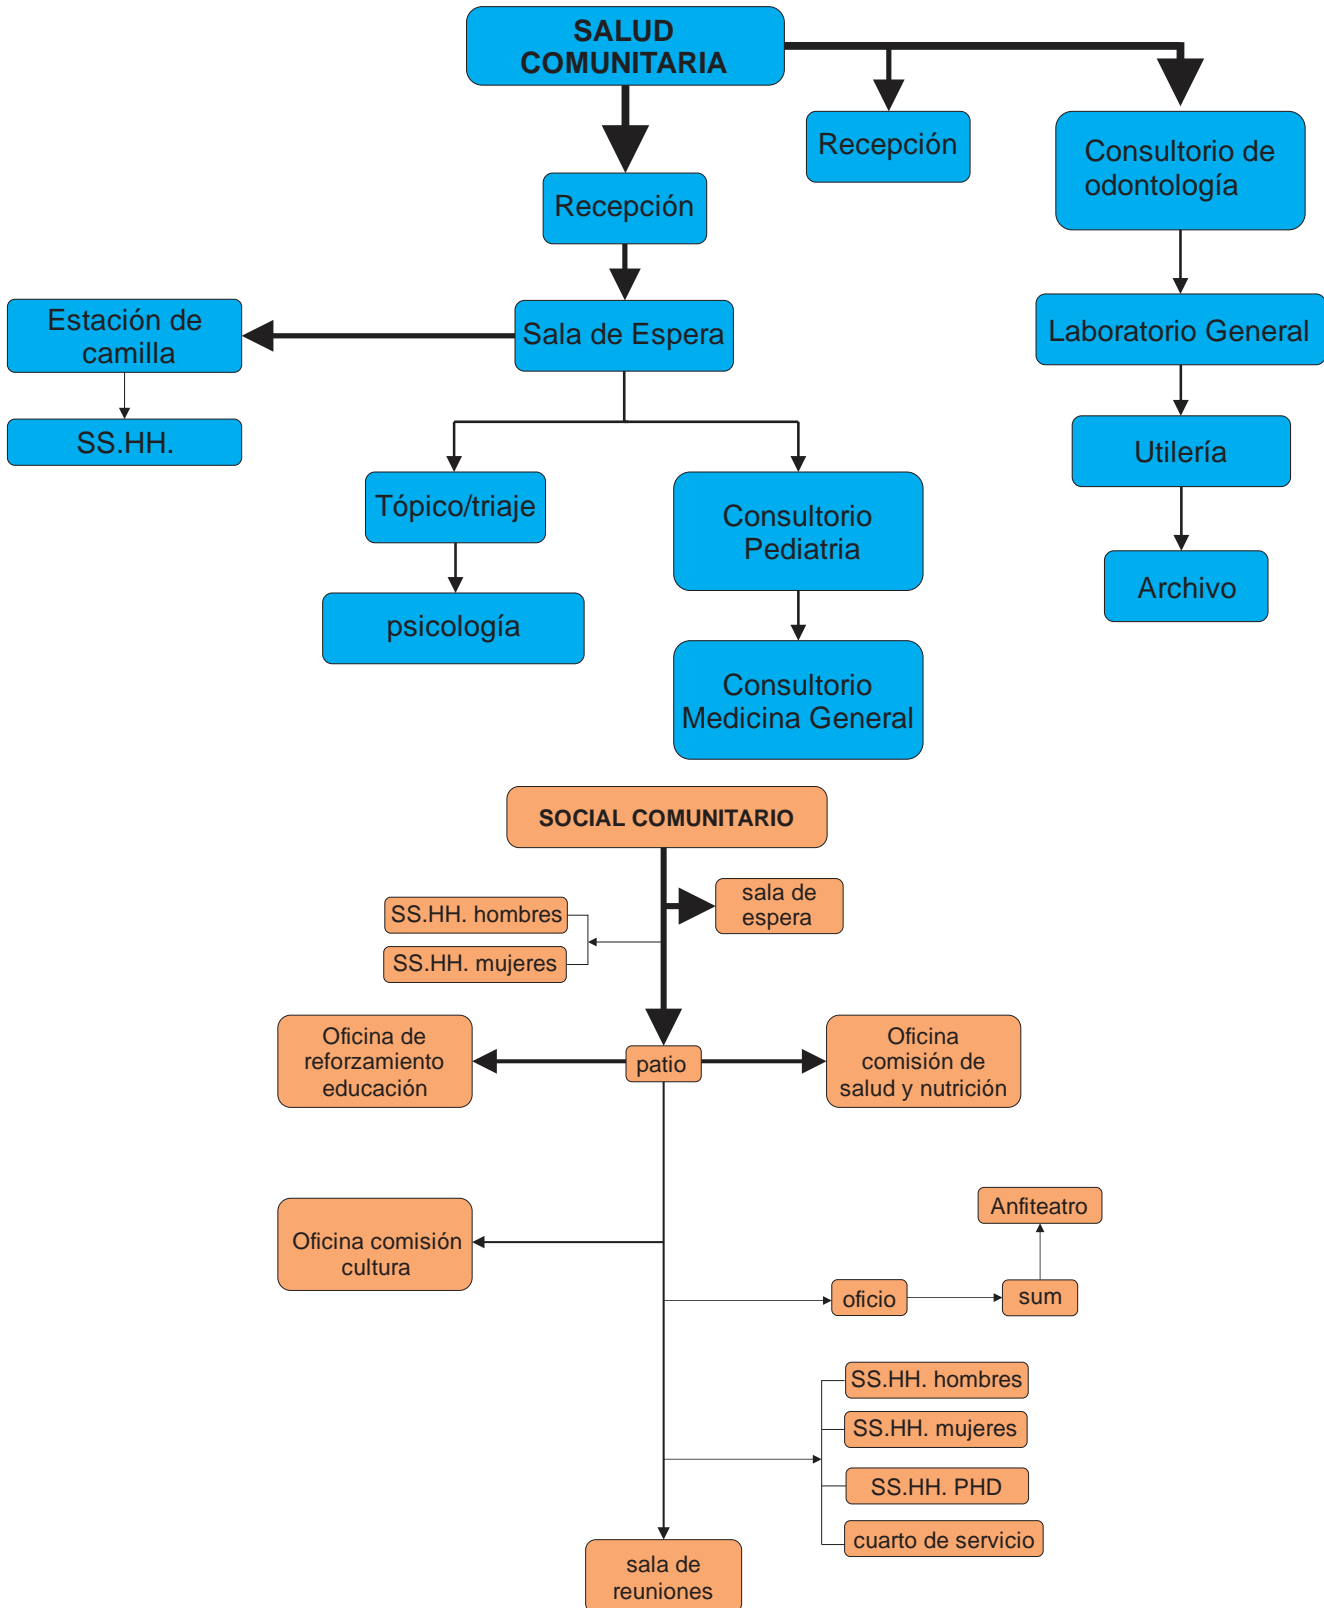 SALUD
COMUNITARIA
Recepción
Consultorio de
odontología
Recepción
Estación de
camilla
Sala de Espera
Laboratorio General
SS.HH.
Utilería
Tópico/triaje
Consultorio
Pediatria
Archivo
psicología
Consultorio
Medicina General
SOCIAL COMUNITARIO
sala de
espera
SS.HH. hombres
SS.HH. mujeres
Oficina de
reforzamiento
educación
patio
Oficina
comisión de
salud y nutrición
Anfiteatro
Oficina comisión
cultura
oficio
sum
SS.HH. hombres
SS.HH. mujeres
SS.HH. PHD
cuarto de servicio
sala de
reuniones